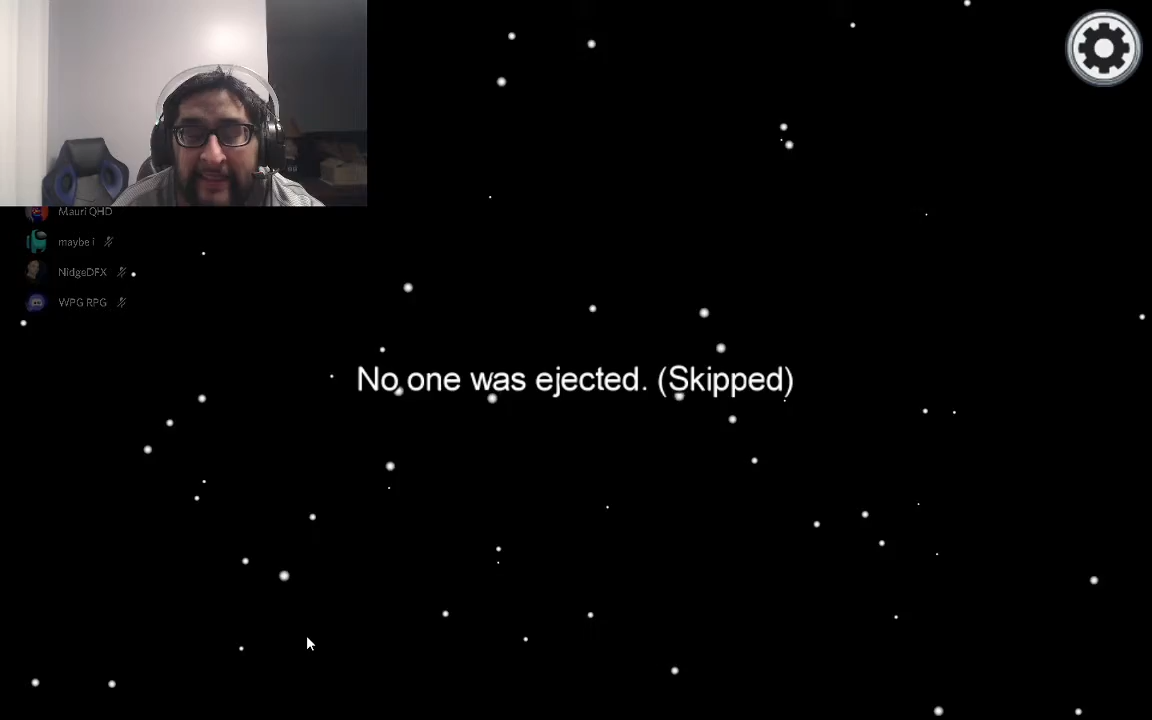 Mauri QHD
maybe i
NidgeDFX
WPG RPG
No one was ejected. (Skipped)